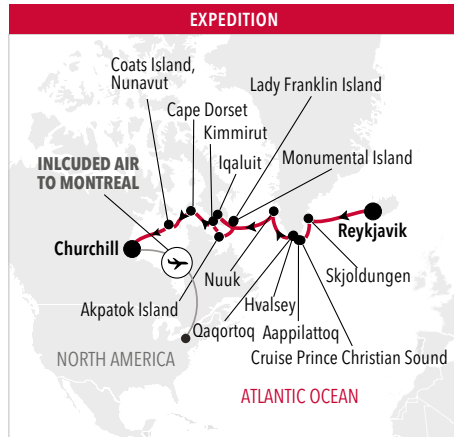 EXPEDITION
Coats Island,
Nunavut
Lady Franklin Island
Cape Dorset
Kimmirut
Iqaluit
INLCUDED AIR
TO MONTREAL
Monumental Island
Churchill
Reykjavik
Nuuk
Skjoldungen
Akpatok Island
Hvalsey
Qaqortoq
Aappilattoq
Cruise Prince Christian Sound
NORTH AMERICA
ATLANTIC OCEAN